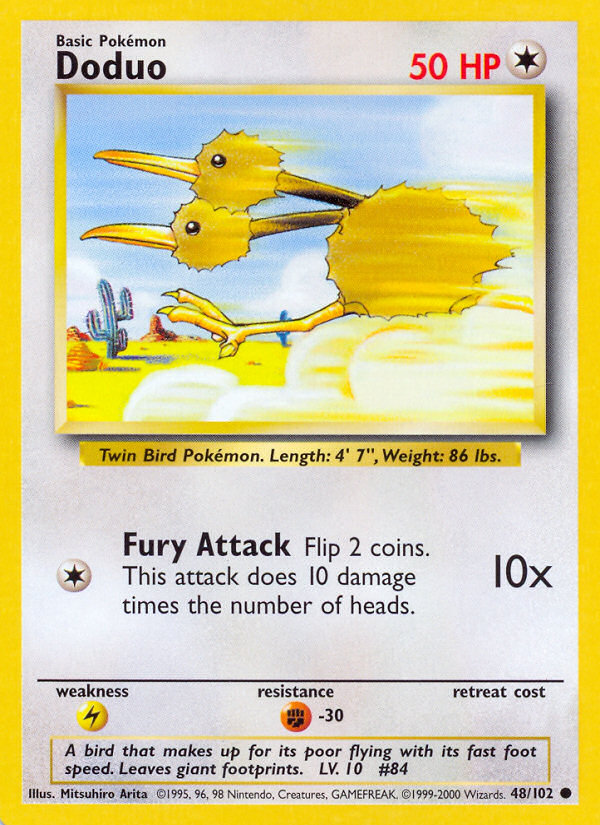 Basic Pokémon
Doduo
50 HP
Twin Bird Pokémon. Length: 4' 7", Weight: 86 lbs.
Fury Attack Flip 2 coins.
This attack does 10 damage
times the number of heads.
10x
weakness resistance retreat cost
-30
A bird that makes up for its poor flying with its fast foot
speed. Leaves giant footprints. LV. 10 #84
Illus. Mitsuhiro Arita ©1995, 96, 98 Nintendo, Creatures, GAMEFREAK. ©1999-2000 Wizards. 48/102